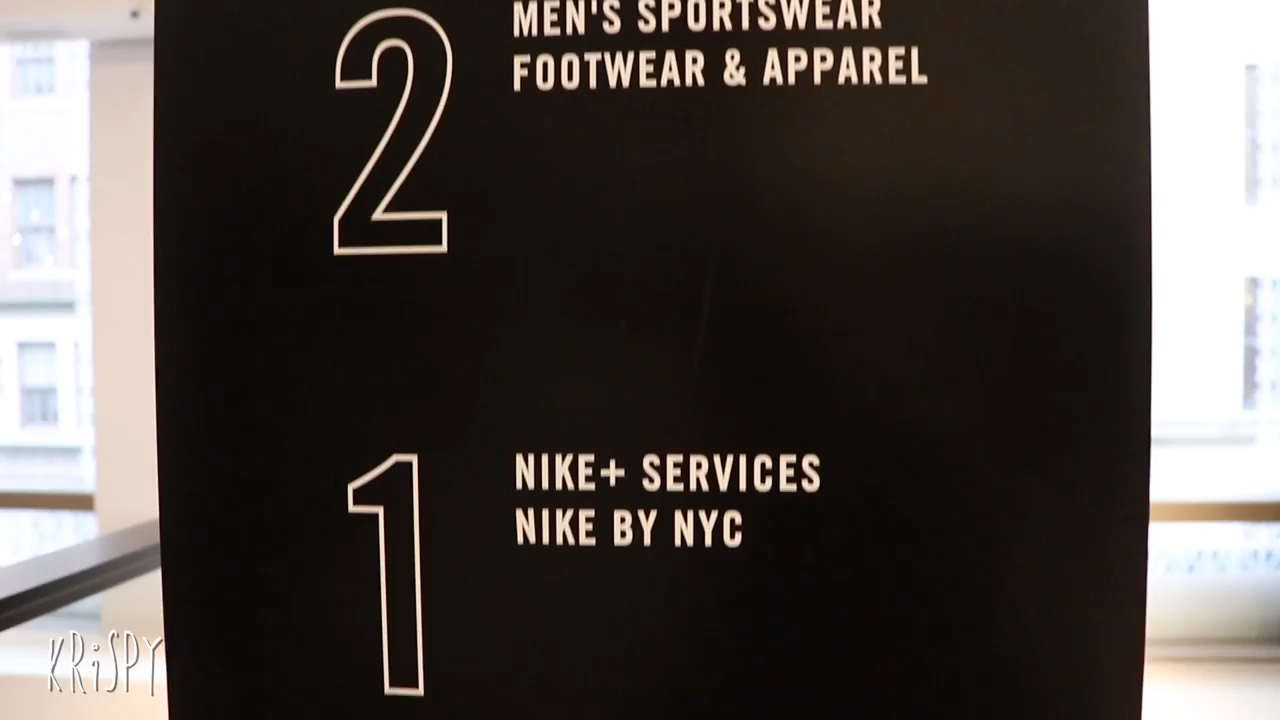 2
MEN'S SPORTSWEAR
FOOTWEAR & APPAREL
1
NIKE+ SERVICES
NIKE BY NYC
KRiSPY